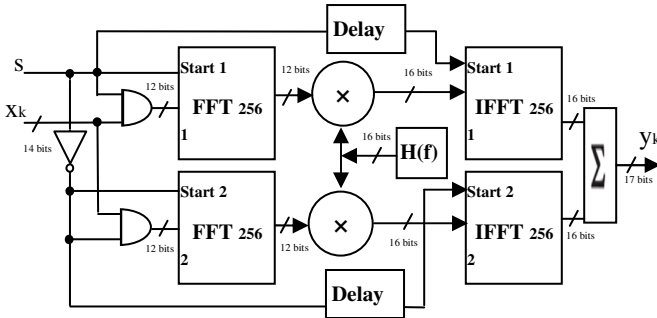 Delay
S
Start 1
12 bits
FFT 256
1
12 bits
×
16 bits
Start 1
IFFT 256
1
16 bits
Xk
14 bits
16 bits
H(f)
Σ
yk
17 bits
Start 2
12 bits
FFT 256
2
12 bits
×
16 bits
Start 2
IFFT 256
2
16 bits
Delay